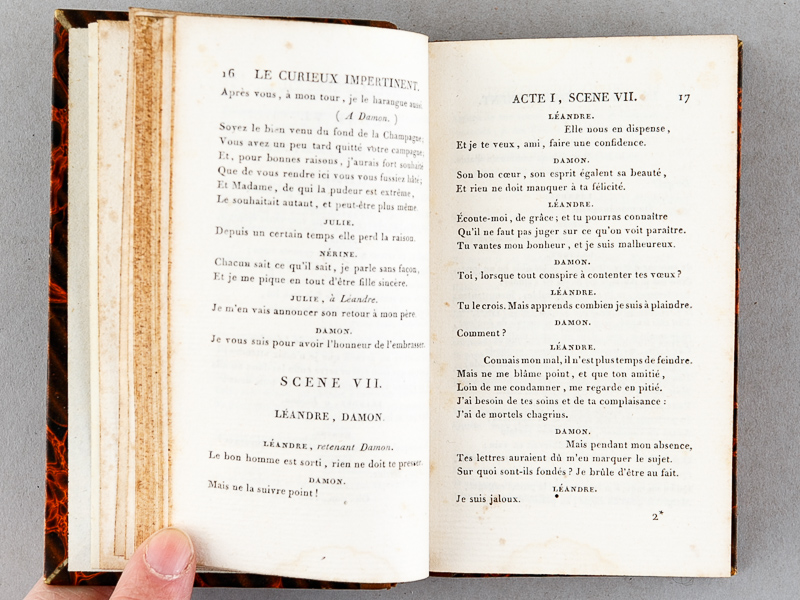 16 LE CURIEUX IMPERTINENT.
Après vous, à mon tour, je le harangue aussi.
( A Damon. )
Soyez le bien venu du fond de la Champagne;
Vous avez un peu tard quitté votre campagne;
Et, pour bonnes raisons, j'aurais fort souhaité
Que de vous rendre ici vous vous fussiez hâté;
Et Madame, de qui la pudeur est extrême,
Le souhaitait autant, et peut-être plus même.
JULIE.
Depuis un certain temps elle perd la raison.
NÉRINE.
Chacun sait ce qu'il sait, je parle sans façon,
Et je me pique en tout d'être fille sincère.
JULIE, à Léandre.
Je m'en vais annoncer son retour à mon père.
DAMON.
Je vous suis pour avoir l'honneur de l'embrasser.
SCENE VII.
LÉANDRE, DAMON.
LÉANDRE, retenant Damon.
Le bon homme est sorti, rien ne doit te presser.
DAMON.
Mais ne la suivre point!
ACTE I, SCENE VII. 17
LÉANDRE.
Elle nous en dispense,
Et je te veux, ami, faire une confidence.
DAMON.
Son bon cœur, son esprit égalent sa beauté,
Et rien ne doit manquer à ta félicité.
LÉANDRE.
Écoute-moi, de grâce; et tu pourras connaître
Qu'il ne faut pas juger sur ce qu'on voit paraître.
Tu vantes mon bonheur, et je suis malheureux.
DAMON.
Toi, lorsque tout conspire à contenter tes vœux?
LÉANDRE.
Tu le crois. Mais apprends combien je suis à plaindre.
DAMON.
Comment?
LÉANDRE.
Connais mon mal, il n'est plus temps de feindre.
Mais ne me blâme point, et que ton amitié,
Loin de me condamner, me regarde en pitié.
J'ai besoin de tes soins et de ta complaisance:
J'ai de mortels chagrins.
DAMON.
Mais pendant mon absence,
Tes lettres auraient dû m'eu marquer le sujet.
Sur quoi sont-ils fondés? Je brûle d'être au fait.
LÉANDRE.
Je suis jaloux.
2*